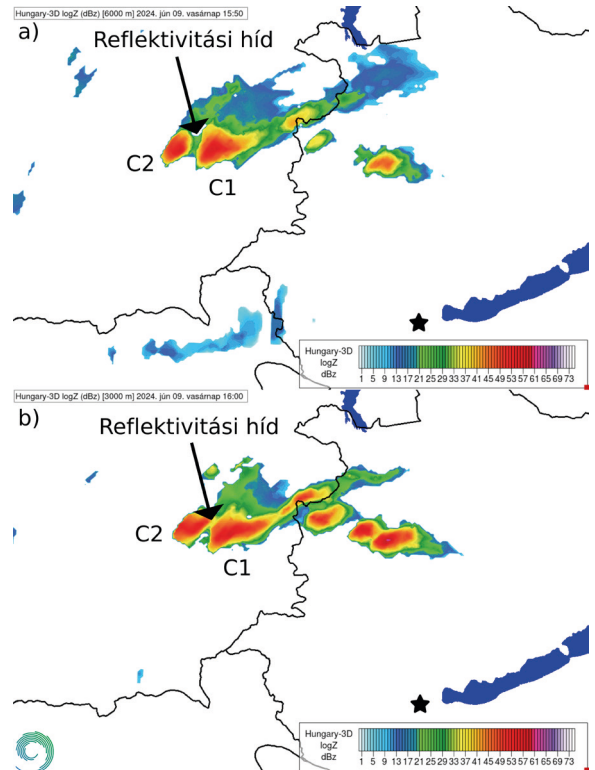 Hungary-3D logZ (dBz) [6000 m] 2024. jún 09. vasárnap 15:50
a)
Reflektivitási híd
C2
C1
Hungary-3D
logZ
dBz
1 5 9 13 17 21 25 29 33 37 41 45 49 53 57 61 65 69 73
Hungary-3D logZ (dBz) [3000 m] 2024. jún 09. vasárnap 16:00
b)
Reflektivitási híd
C2
C1
Hungary-3D
logZ
dBz
1 5 9 13 17 21 25 29 33 37 41 45 49 53 57 61 65 69 73